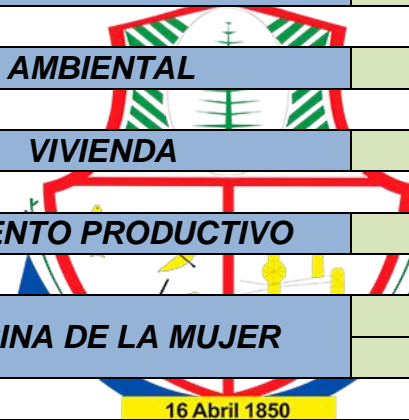 AMBIENTAL
VIVIENDA
ENTO PRODUCTIVO
INA DE LA MUJER
16 Abril 1850